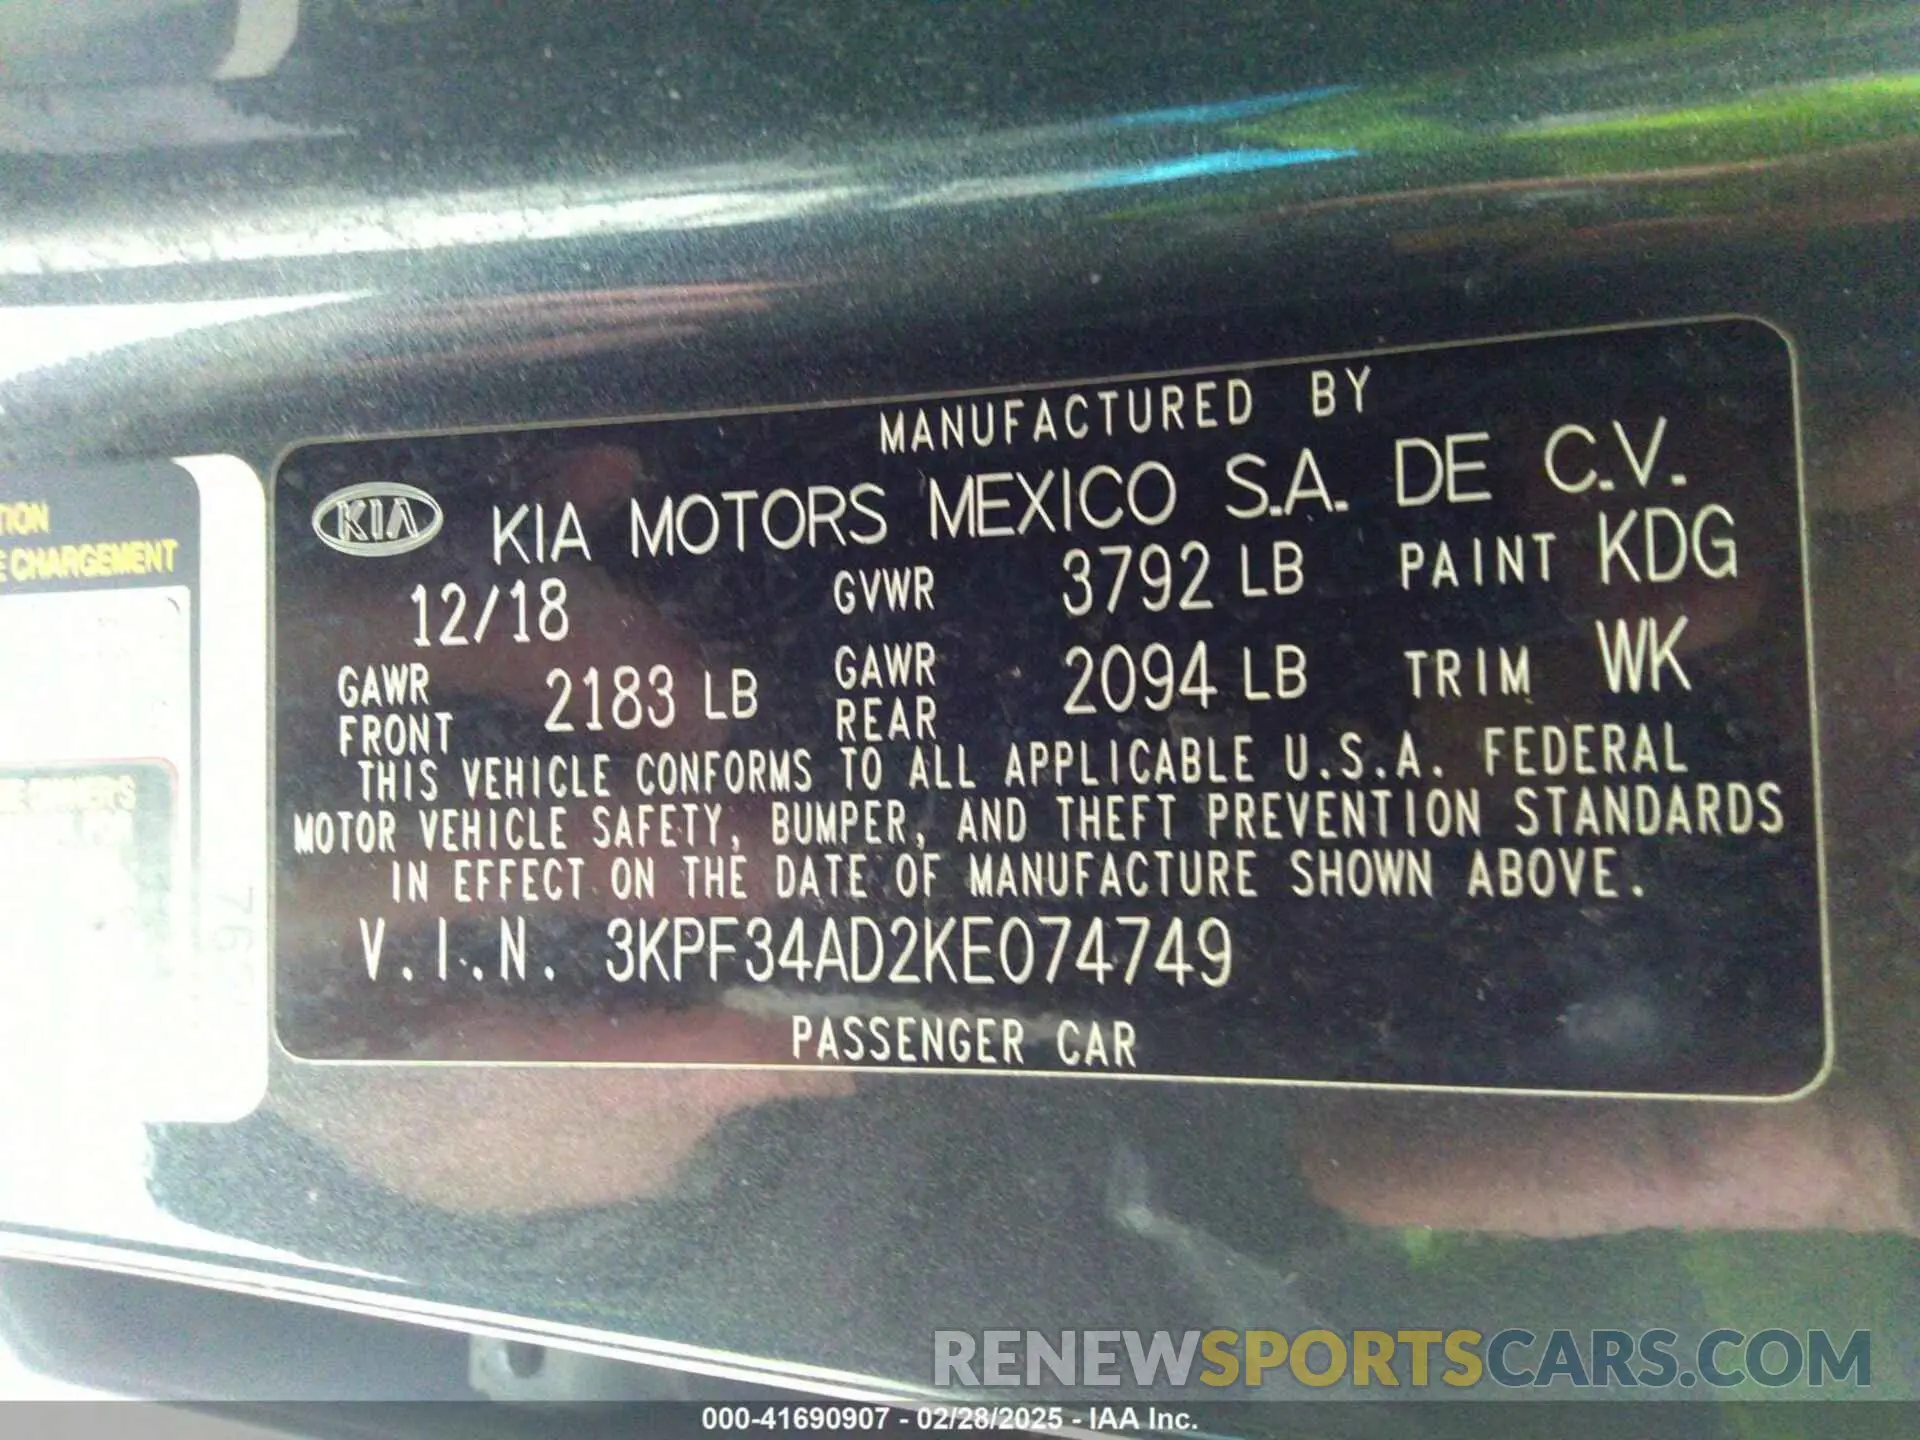 MANUFACTURED BY
KIA KIA MOTORS MEXICO S.A. DE C.V.
12/18 GVWR 3792 LB PAINT KDG
GAWR FRONT 2183 LB GAWR REAR 2094 LB TRIM WK
THIS VEHICLE CONFORMS TO ALL APPLICABLE U.S.A. FEDERAL
MOTOR VEHICLE SAFETY, BUMPER, AND THEFT PREVENTION STANDARDS
IN EFFECT ON THE DATE OF MANUFACTURE SHOWN ABOVE.
V.I.N. 3KPF34AD2KE074749
PASSENGER CAR
TION
E CHARGEMENT
RENEWSPORTSCARS.COM
000-41690907 - 02/28/2025 - IAA Inc.